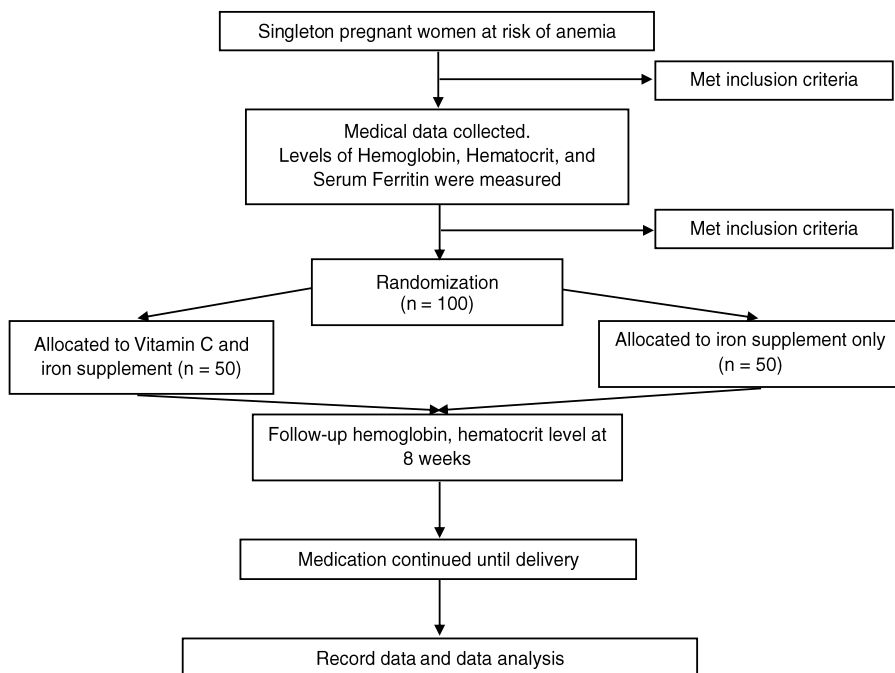 Singleton pregnant women at risk of anemia
Met inclusion criteria
Medical data collected.
Levels of Hemoglobin, Hematocrit, and
Serum Ferritin were measured
Met inclusion criteria
Randomization
(n = 100)
Allocated to Vitamin C and
iron supplement (n = 50)
Allocated to iron supplement only
(n = 50)
Follow-up hemoglobin, hematocrit level at
8 weeks
Medication continued until delivery
Record data and data analysis